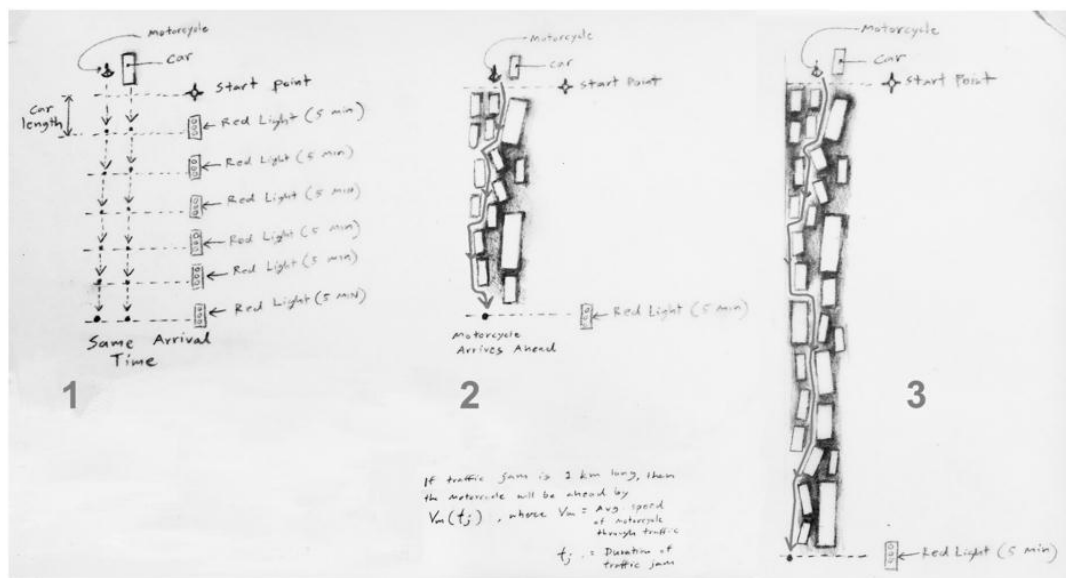 Motorcycle
Car
Start Point
Car
length
Red Light (5 min)
Red Light (5 min)
Red Light (5 min)
Red Light (5 min)
Red Light (5 min)
Red Light (5 min)
Same Arrival
Time
1
Motorcycle
Car
Start Point
Red Light (5 min)
Motorcycle
Arrives Ahead
2
If traffic jam is 1 km long, then
the motorcycle will be ahead by
Vm(tj), where Vm = Avg speed
of motorcycle
through traffic
tj = Duration of
traffic jam
Motorcycle
Car
Start Point
3
Red Light (5 min)